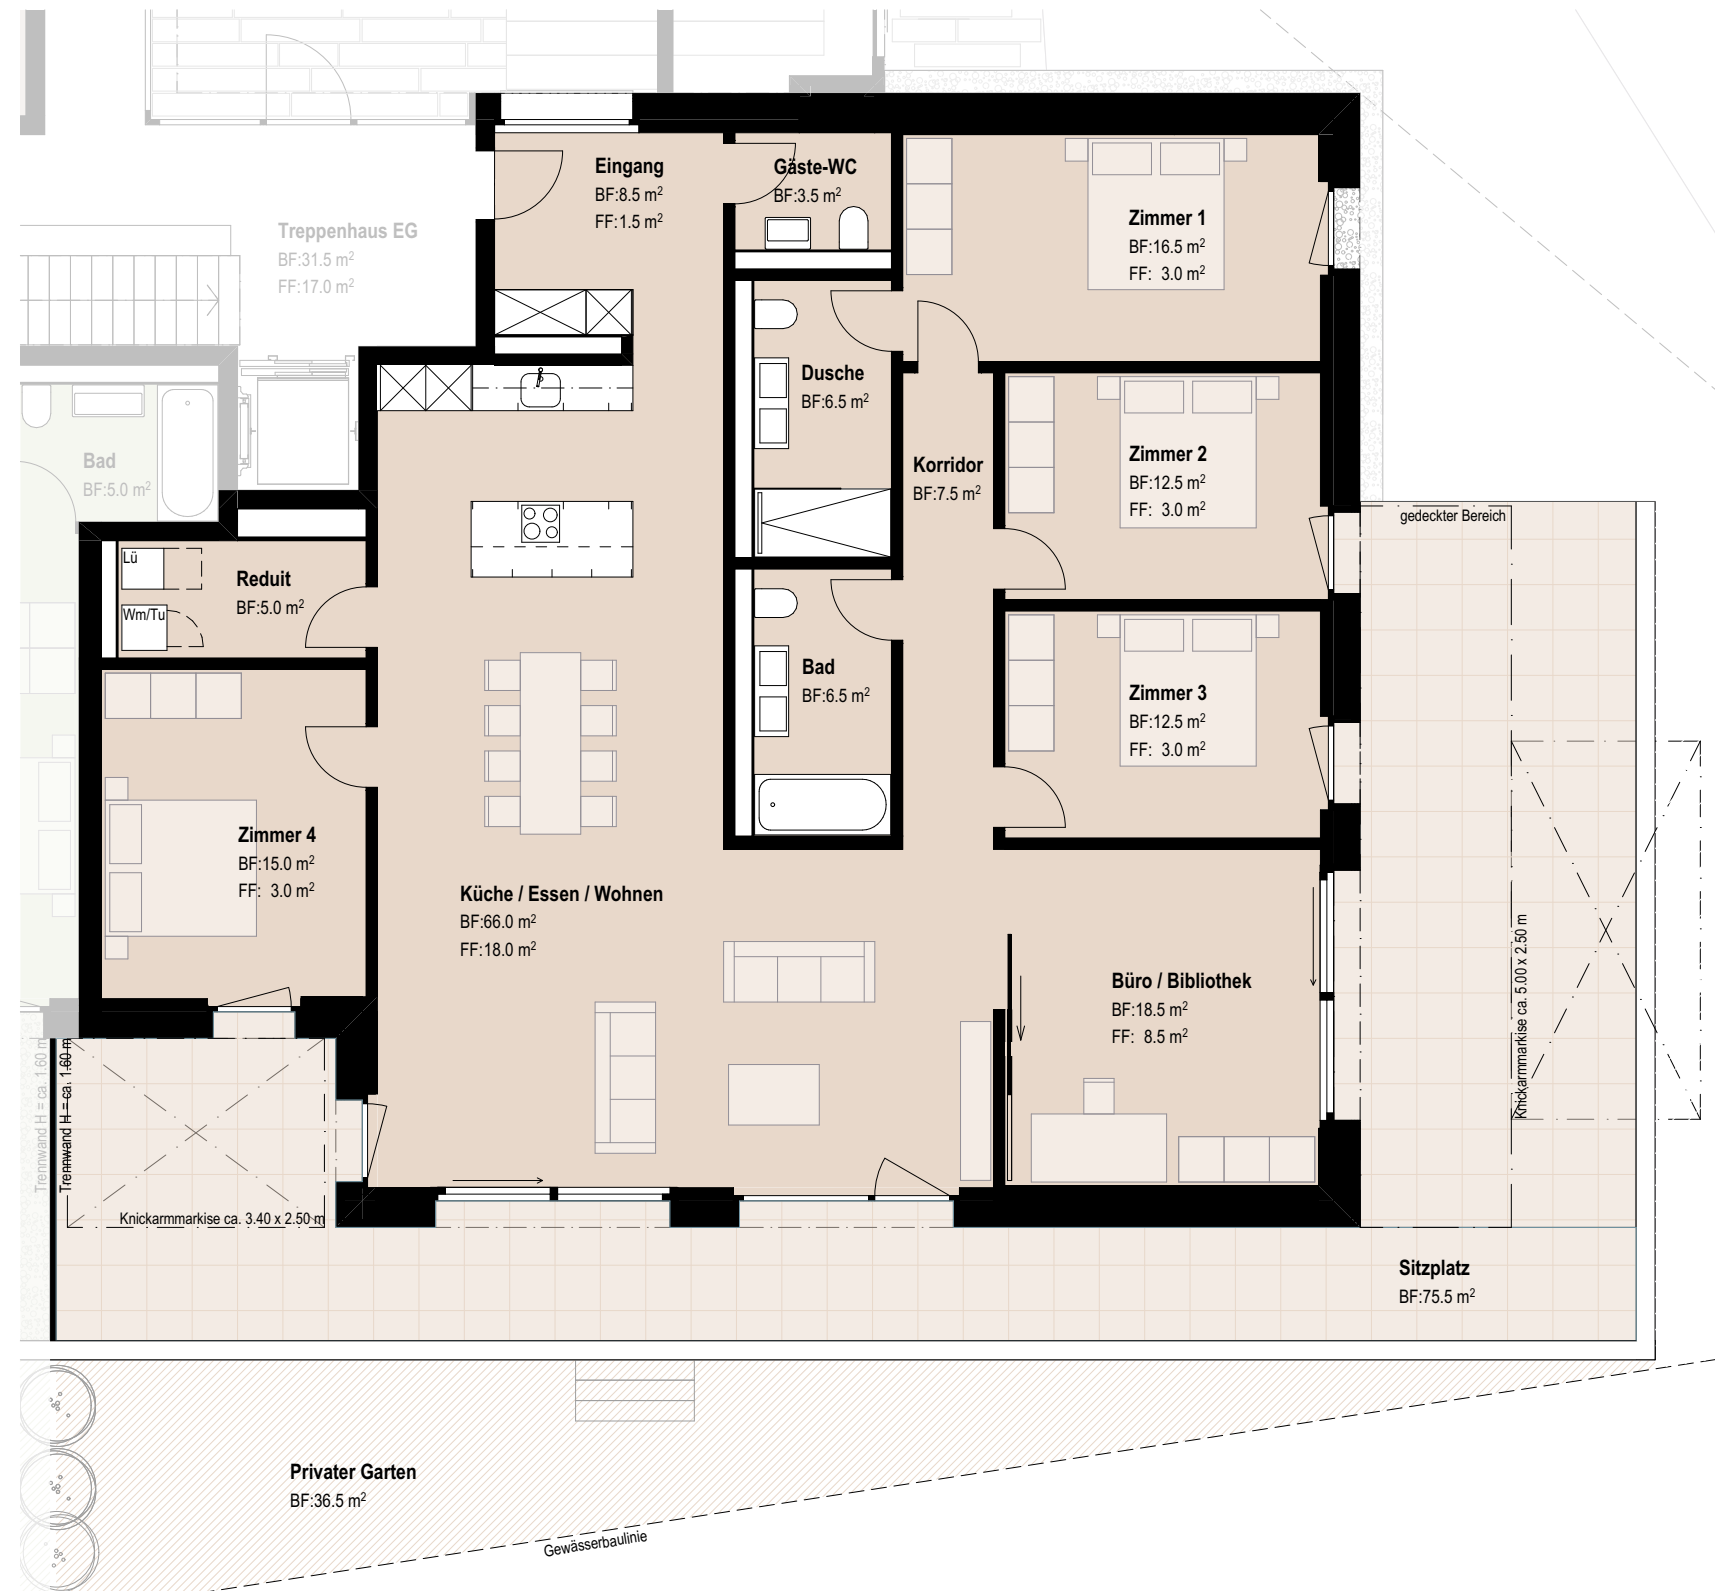 Eingang
BF:8.5 m²
FF:1.5 m²
Gäste-WC
BF:3.5 m²
Zimmer 1
BF:16.5 m²
FF: 3.0 m²
Treppenhaus EG
BF:31.5 m²
FF:17.0 m²
Dusche
BF:6.5 m²
Zimmer 2
BF:12.5 m²
FF: 3.0 m²
Korridor
BF:7.5 m²
Bad
BF:5.0 m²
gedeckter Bereich
Lü
Wm/Tu
Reduit
BF:5.0 m²
Bad
BF:6.5 m²
Zimmer 3
BF:12.5 m²
FF: 3.0 m²
Zimmer 4
BF:15.0 m²
FF: 3.0 m²
Küche / Essen / Wohnen
BF:66.0 m²
FF:18.0 m²
Büro / Bibliothek
BF:18.5 m²
FF: 8.5 m²
Knickarmmarkise ca. 5.00 x 2.50 m
Trennwand H = ca. 1.60 m
Trennwand H = ca. 1.60 m
Knickarmmarkise ca. 3.40 x 2.50 m
Sitzplatz
BF:75.5 m²
Privater Garten
BF:36.5 m²
Gewässerbaulinie